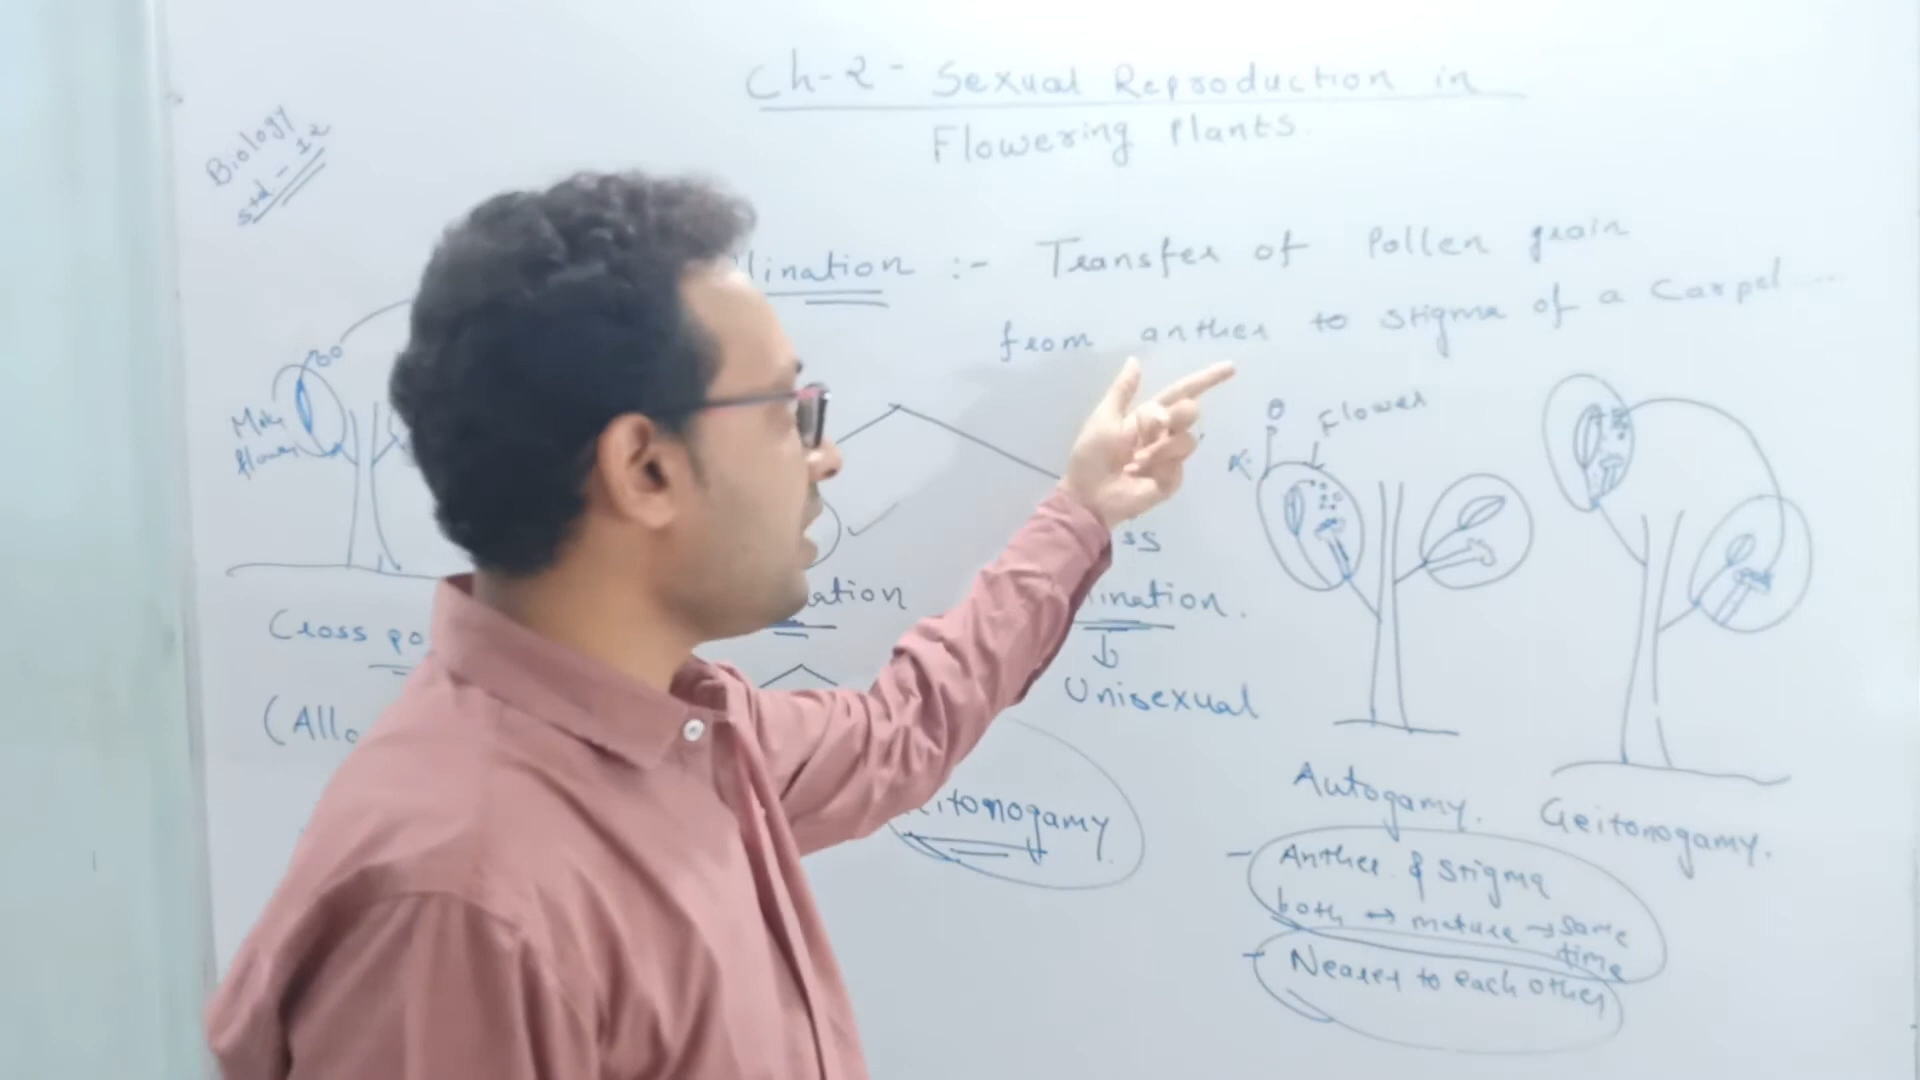 Ch-2- Sexual Reproduction in
Flowering Plants.
Biology
Std - 12
llination :- Transfer of Pollen grain
from anther to stigma of a Carpel....
Male
flower
Flower
ss
ation
ination.
Cross po
Unisexual
(Allo
itonogamy
Autogamy.
Geitonogamy.
- Anther & Stigma
both ↔ mature → same
time
- Nearer to each other